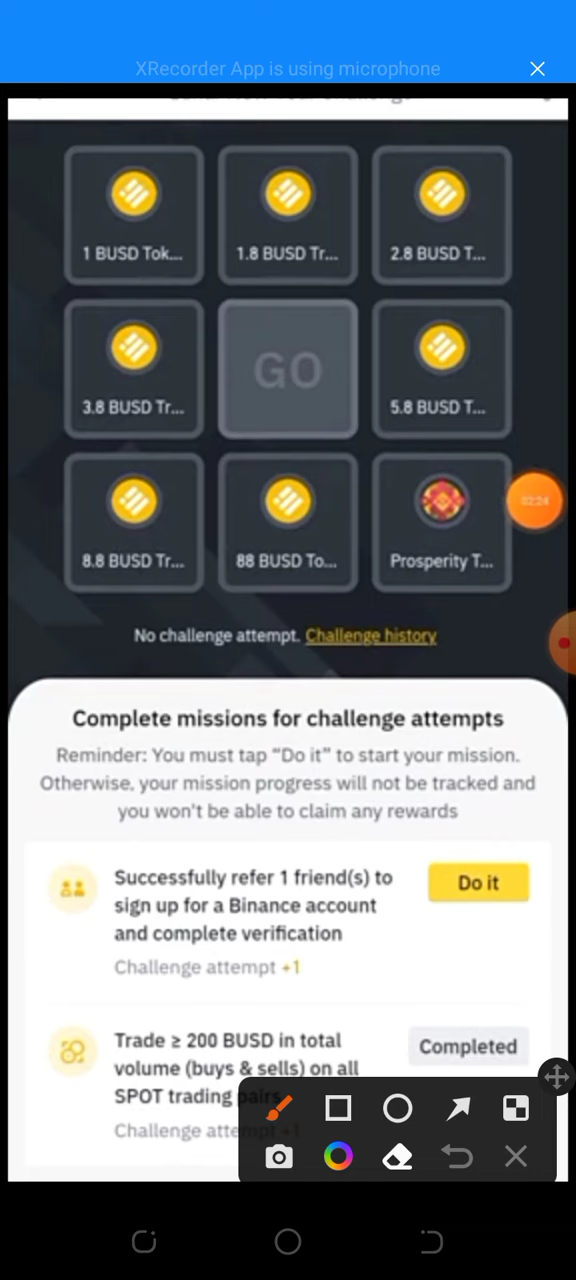 XRecorder App is using microphone
1 BUSD Tok...
1.8 BUSD Tr...
2.8 BUSD T...
3.8 BUSD Tr...
GO
5.8 BUSD T...
02:24
8.8 BUSD Tr...
88 BUSD To...
Prosperity T...
No challenge attempt. Challenge history
Complete missions for challenge attempts
Reminder: You must tap “Do it” to start your mission.
Otherwise, your mission progress will not be tracked and
you won't be able to claim any rewards
Successfully refer 1 friend(s) to
sign up for a Binance account
and complete verification
Do it
Challenge attempt +1
Trade ≥ 200 BUSD in total
volume (buys & sells) on all
SPOT trading pairs
Completed
Challenge attempt +1